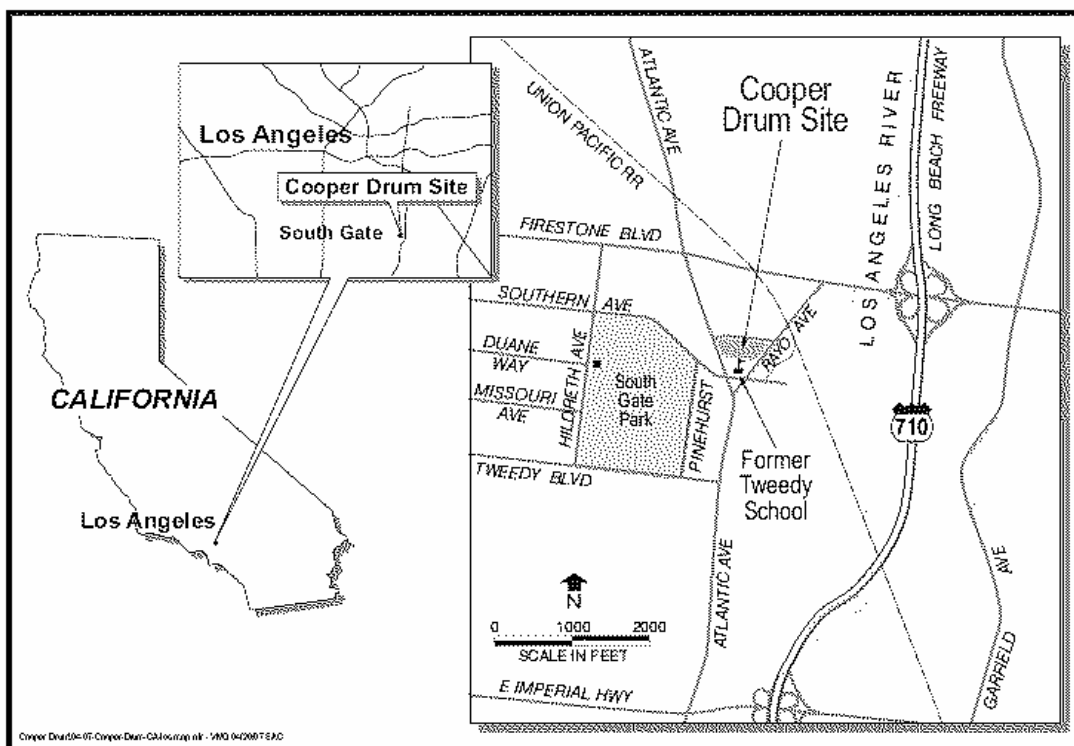 Los Angeles
Cooper Drum Site
South Gate
CALIFORNIA
Los Angeles
ATLANTIC AVE
UNION PACIFIC RR
Cooper
Drum Site
LOS ANGELES RIVER
LONG BEACH FREEWAY
FIRESTONE BLVD
SOUTHERN AVE
DUANE
WAY
MISSOURI
AVE
HILDRETH AVE
South
Gate
Park
PINEHURST
RAYO AVE
TWEEDY BLVD
Former
Tweedy
School
710
ATLANTIC AVE
GARFIELD AVE
N
0 1000 2000
SCALE IN FEET
E IMPERIAL HWY